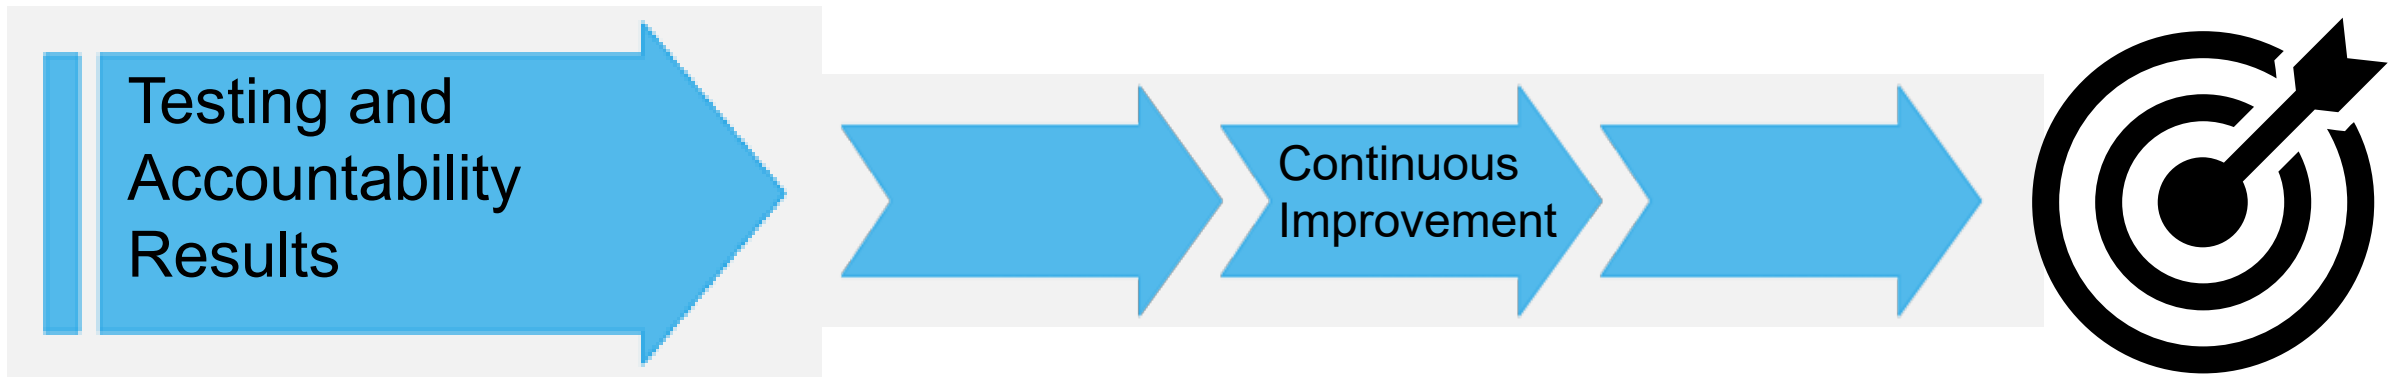 Testing and
Accountability
Results
Continuous
Improvement